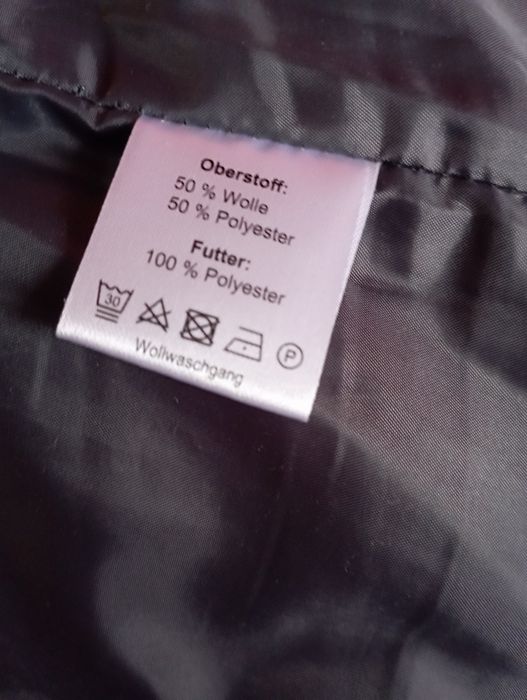 Oberstoff:
50 % Wolle
50 % Polyester
Futter:
100 % Polyester
30
P
Wollwaschgang